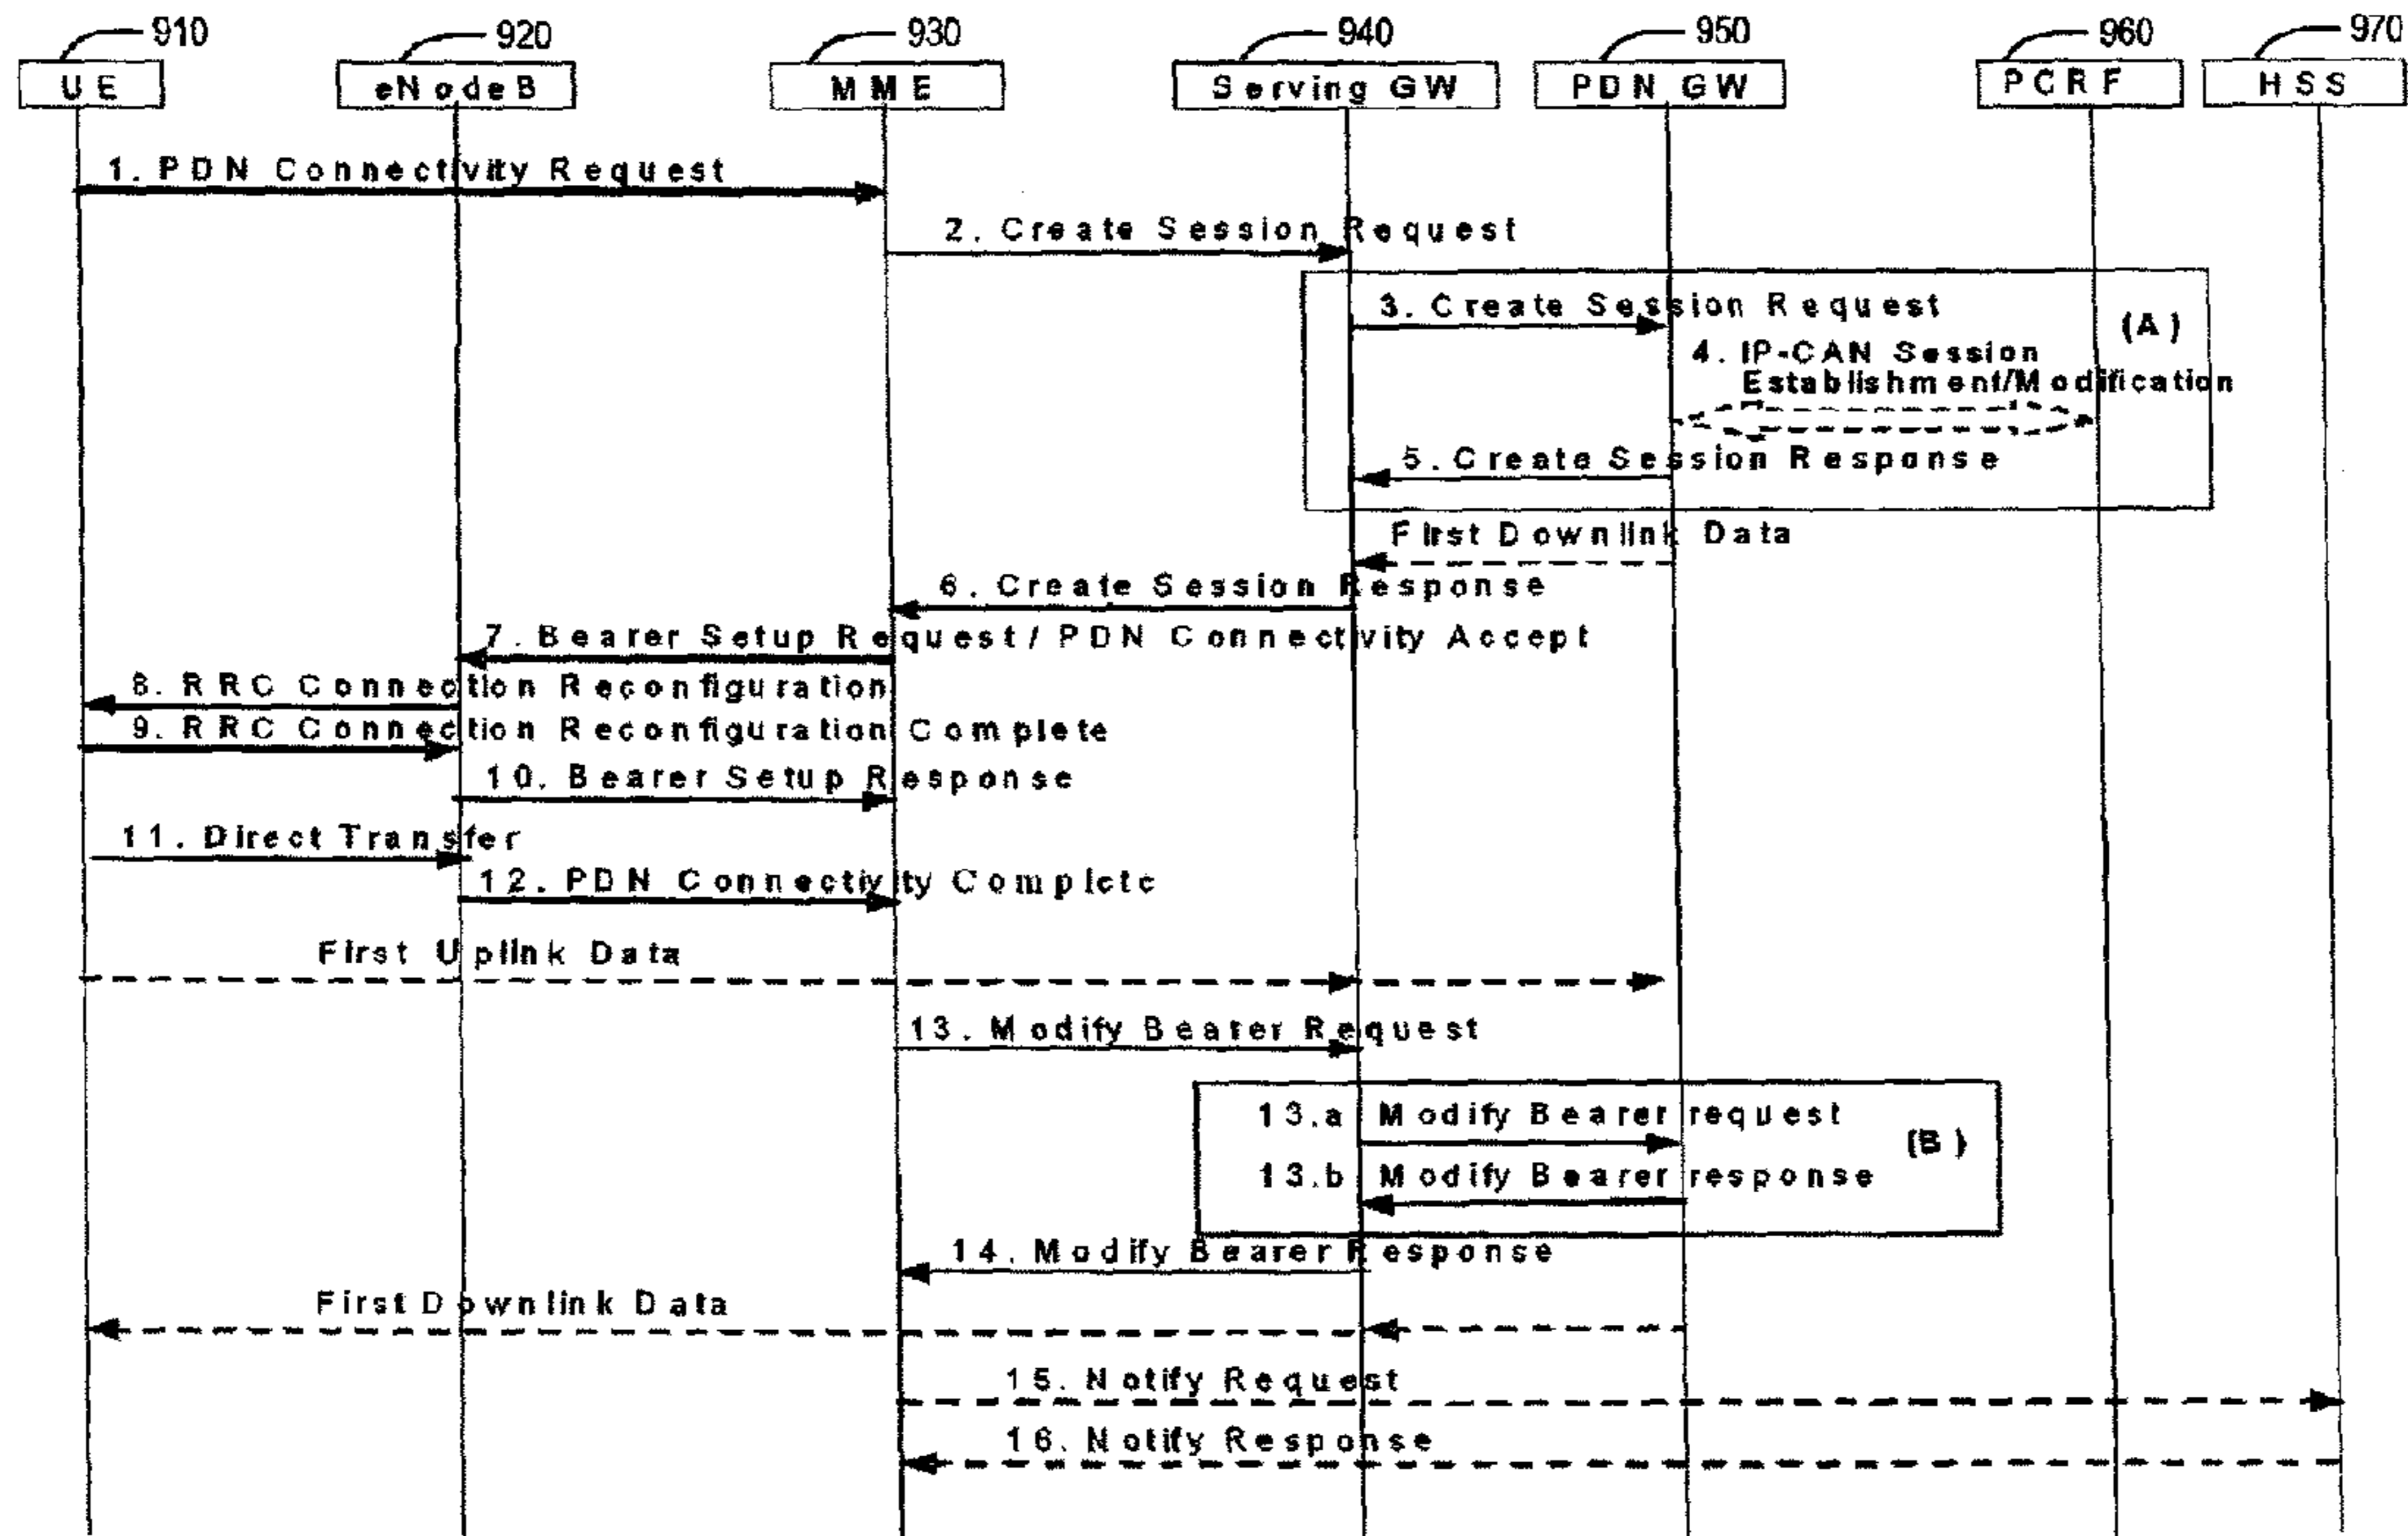 910
920
930
940
950
960
970
UE
eNodeB
MME
Serving GW
PDN GW
PCRF
HSS
1. PDN Connectivity Request
2. Create Session Request
3. Create Session Request
(A)
4. IP-CAN Session
Establishment/Modification
5. Create Session Response
First Downlink Data
6. Create Session Response
7. Bearer Setup Request / PDN Connectivity Accept
8. RRC Connection Reconfiguration
9. RRC Connection Reconfiguration Complete
10. Bearer Setup Response
11. Direct Transfer
12. PDN Connectivity Complete
First Uplink Data
13. Modify Bearer Request
13.a Modify Bearer request
(B)
13.b Modify Bearer response
14. Modify Bearer Response
First Downlink Data
15. Notify Request
16. Notify Response